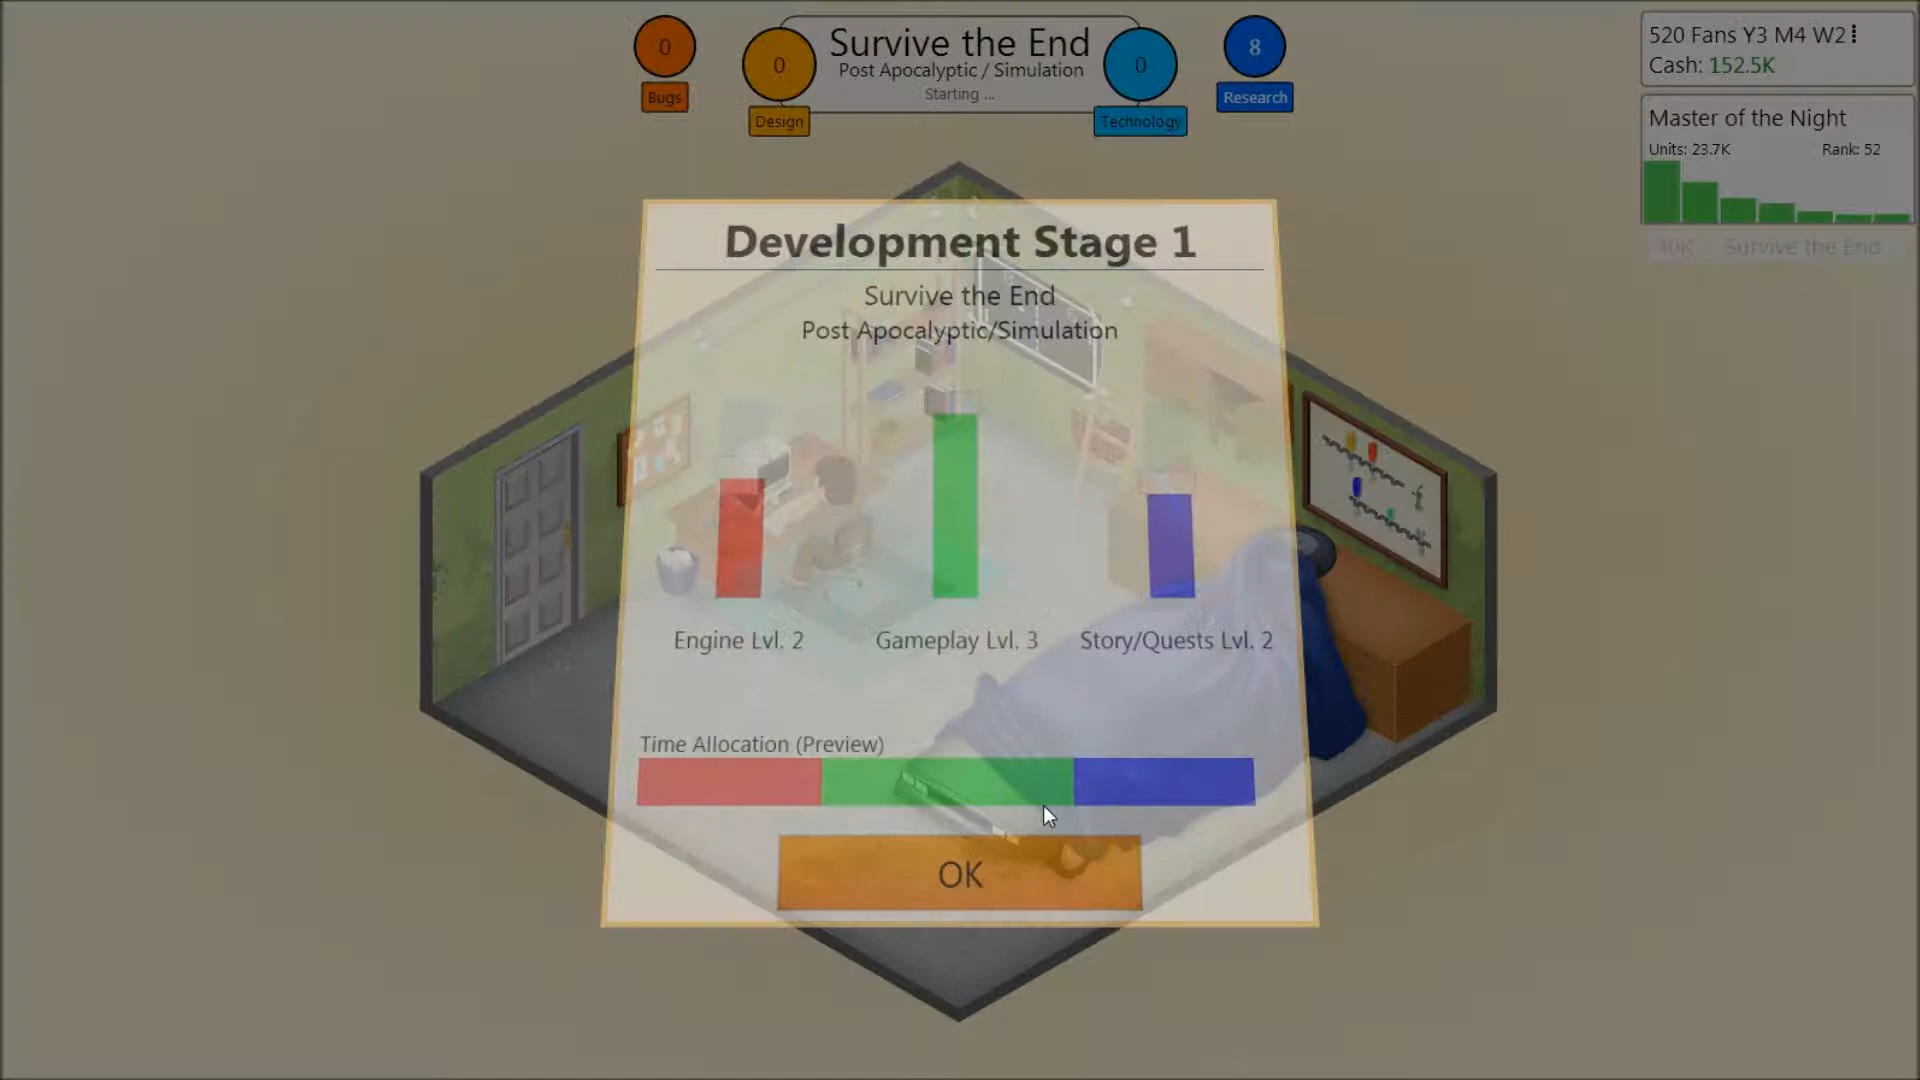 0
Bugs
0
Design
Survive the End
Post Apocalyptic / Simulation
Starting ...
0
Technology
8
Research
520 Fans Y3 M4 W2
Cash: 152.5K
Master of the Night
Units: 23.7K Rank: 52
40K Survive the End
Development Stage 1
Survive the End
Post Apocalyptic/Simulation
Engine Lvl. 2 Gameplay Lvl. 3 Story/Quests Lvl. 2
Time Allocation (Preview)
OK